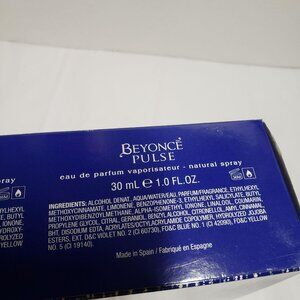 BEYONCÉ
PULSE
eau de parfum vaporisateur - natural spray
30 mL e 1.0 FL.OZ.
INGREDIENTS: ALCOHOL DENAT., AQUA/WATER/EAU, PARFUM/FRAGRANCE, ETHYLHEXYL
METHOXYCINNAMATE, LIMONENE, BENZOPHENONE-3, ETHYLHEXYL SALICYLATE, BUTYL
METHOXYDIBENZOYLMETHANE, ALPHA-ISOMETHYL IONONE, LINALOOL, COUMARIN,
PROPYLENE GLYCOL, CITRAL, GERANIOL, BENZYL ALCOHOL, CITRONELLOL, AMYL CINNAMAL,
BHT, DISODIUM EDTA, ACRYLATES/OCTYLACRYLAMIDE COPOLYMER, HYDROLYZED JOJOBA
ESTERS, EXT. D&C VIOLET NO. 2 (CI 60730), FD&C BLUE NO. 1 (CI 42090), FD&C YELLOW
NO. 5 (CI 19140).
Made in Spain / Fabriqué en Espagne
spray